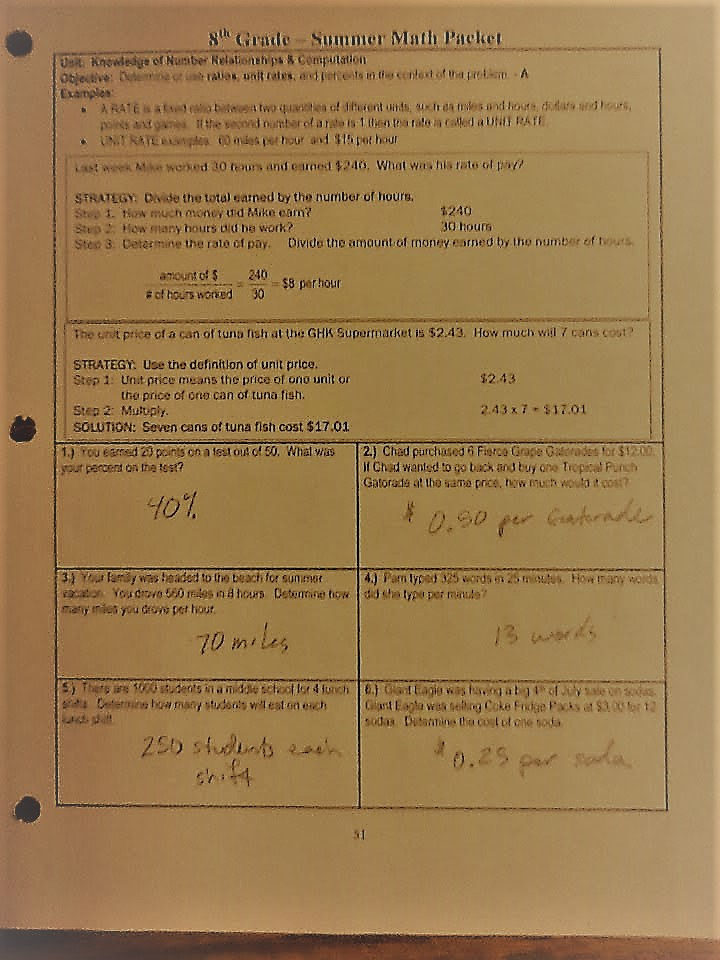 8th Grade – Summer Math Packet
Unit: Knowledge of Number Relationships & Computation
Objective: Determine or use ratios, unit rates, and percents in the context of the problem. - A
Examples:
• A RATE is a fixed ratio between two quantities of different units, such as miles and hours, dollars and hours,
points and games. If the second number of a rate is 1 then the rate is called a UNIT RATE.
• UNIT RATE examples: 60 miles per hour and $15 per hour
Last week Mike worked 30 hours and earned $240. What was his rate of pay?
STRATEGY: Divide the total earned by the number of hours.
Step 1: How much money did Mike earn? $240
Step 2: How many hours did he work? 30 hours
Step 3: Determine the rate of pay. Divide the amount of money earned by the number of hours.
amount of $ / # of hours worked = 240 / 30 = $8 per hour
The unit price of a can of tuna fish at the GHK Supermarket is $2.43. How much will 7 cans cost?
STRATEGY: Use the definition of unit price.
Step 1: Unit price means the price of one unit or $2.43
the price of one can of tuna fish.
Step 2: Multiply. 2.43 x 7 = $17.01
SOLUTION: Seven cans of tuna fish cost $17.01
1.) You earned 20 points on a test out of 50. What was
your percent on the test?
40%
2.) Chad purchased 6 Fierce Grape Gatorades for $12.00.
If Chad wanted to go back and buy one Tropical Punch
Gatorade at the same price, how much would it cost?
$ per Gatorade
3.) Your family was headed to the beach for summer
vacation. You drove 560 miles in 8 hours. Determine how
many miles you drove per hour.
70 miles
4.) Pam typed 325 words in 25 minutes. How many words
did she type per minute?
13 words
5.) There are 1000 students in a middle school for 4 lunch
shifts. Determine how many students will eat on each
lunch shift.
250 students each
shift
6.) Giant Eagle was having a big 4th of July sale on sodas.
Giant Eagle was selling Coke Fridge Packs at $3.00 for 12
sodas. Determine the cost of one soda.
$0.25 per soda
51